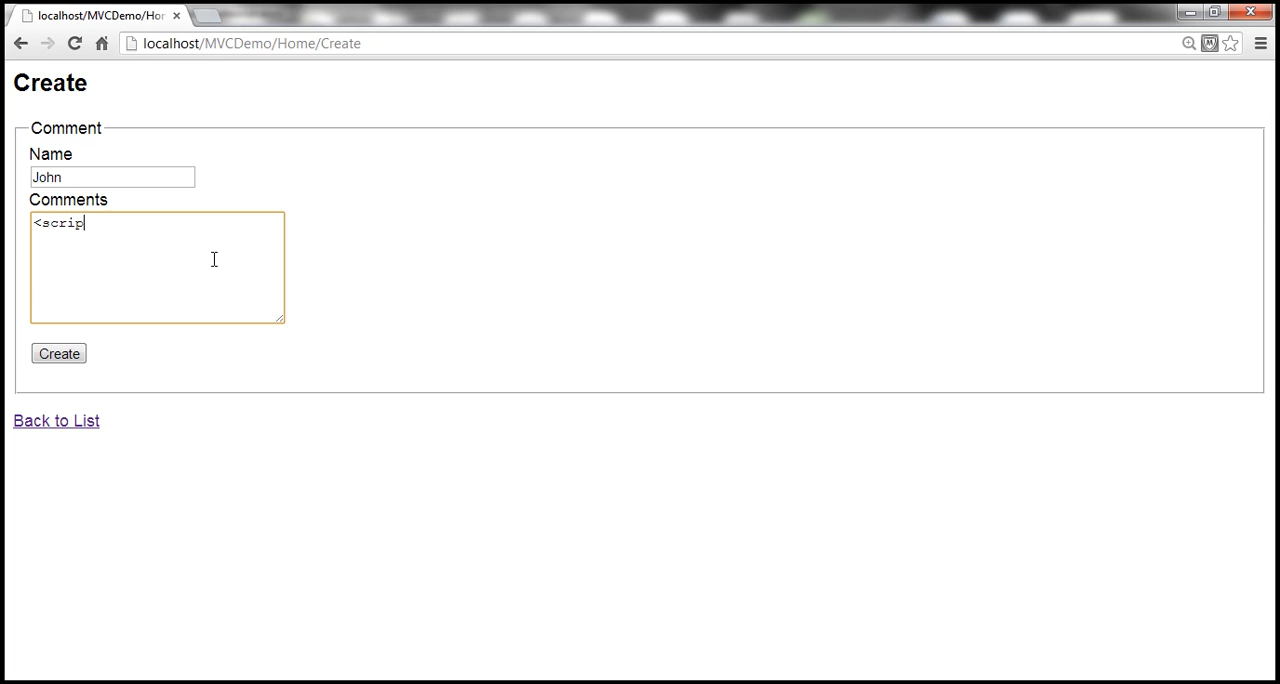 localhost/MVCDemo/Hor
localhost/MVCDemo/Home/Create
Create
Comment
Name
John
Comments
<scrip
Create
Back to List